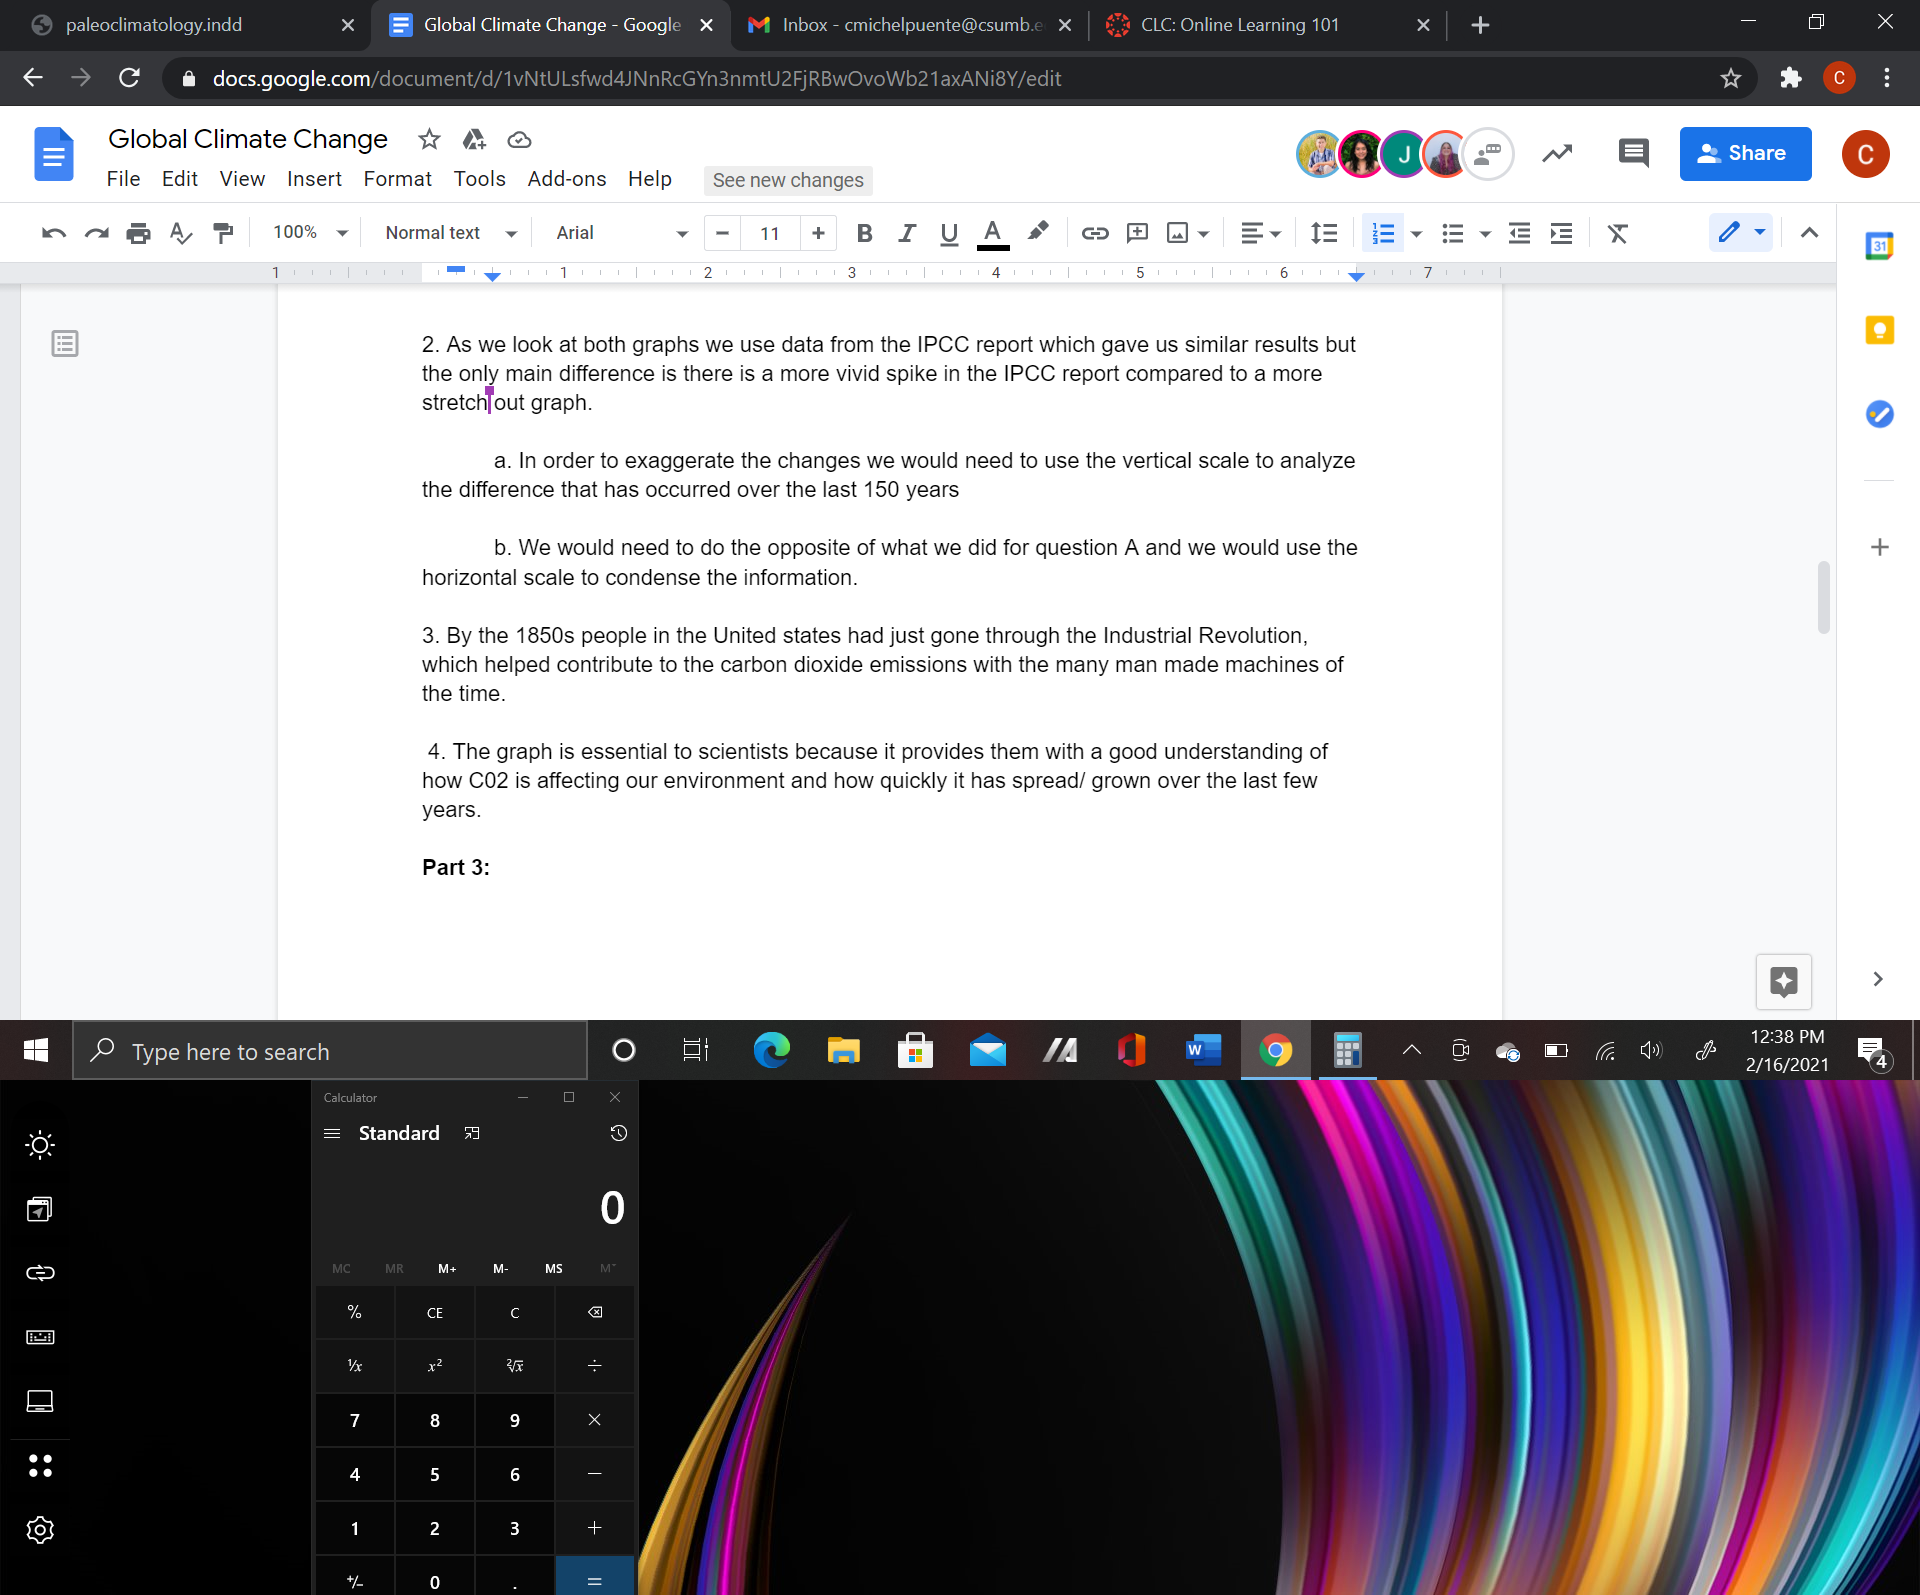 paleoclimatology.indd
Global Climate Change - Google
Inbox - cmichelpuente@csumb.e
CLC: Online Learning 101
docs.google.com/document/d/1vNtULsfwd4JNnRcGYn3nmtU2FjRBwOvoWb21axANi8Y/edit
C
Global Climate Change
J
Share
C
File Edit View Insert Format Tools Add-ons Help See new changes
100% Normal text Arial 11 B I U A
31
1 1 2 3 4 5 6 7
2. As we look at both graphs we use data from the IPCC report which gave us similar results but
the only main difference is there is a more vivid spike in the IPCC report compared to a more
stretch out graph.
a. In order to exaggerate the changes we would need to use the vertical scale to analyze
the difference that has occurred over the last 150 years
b. We would need to do the opposite of what we did for question A and we would use the
horizontal scale to condense the information.
3. By the 1850s people in the United states had just gone through the Industrial Revolution,
which helped contribute to the carbon dioxide emissions with the many man made machines of
the time.
4. The graph is essential to scientists because it provides them with a good understanding of
how C02 is affecting our environment and how quickly it has spread/ grown over the last few
years.
Part 3:
Type here to search
W
12:38 PM
2/16/2021
4
Calculator
Standard
0
MC MR M+ M- MS M˅
% CE C
¹/x x² ²√x ÷
7 8 9 ×
4 5 6 −
1 2 3 +
+/- 0 . =